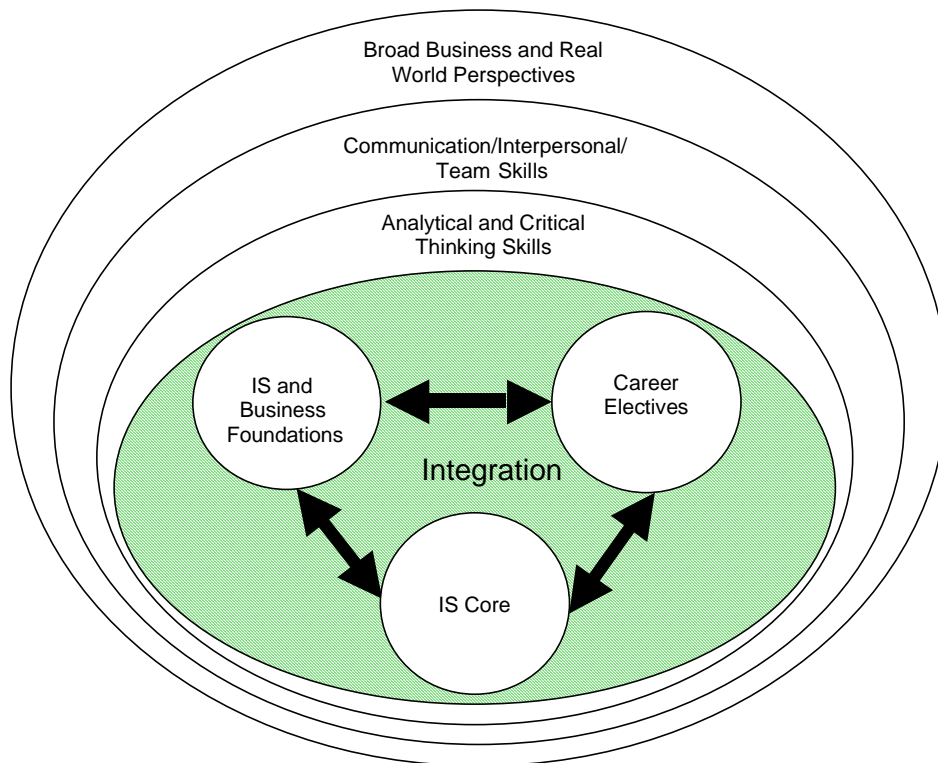 Broad Business and Real
World Perspectives
Communication/Interpersonal/
Team Skills
Analytical and Critical
Thinking Skills
IS and
Business
Foundations
Career
Electives
Integration
IS Core